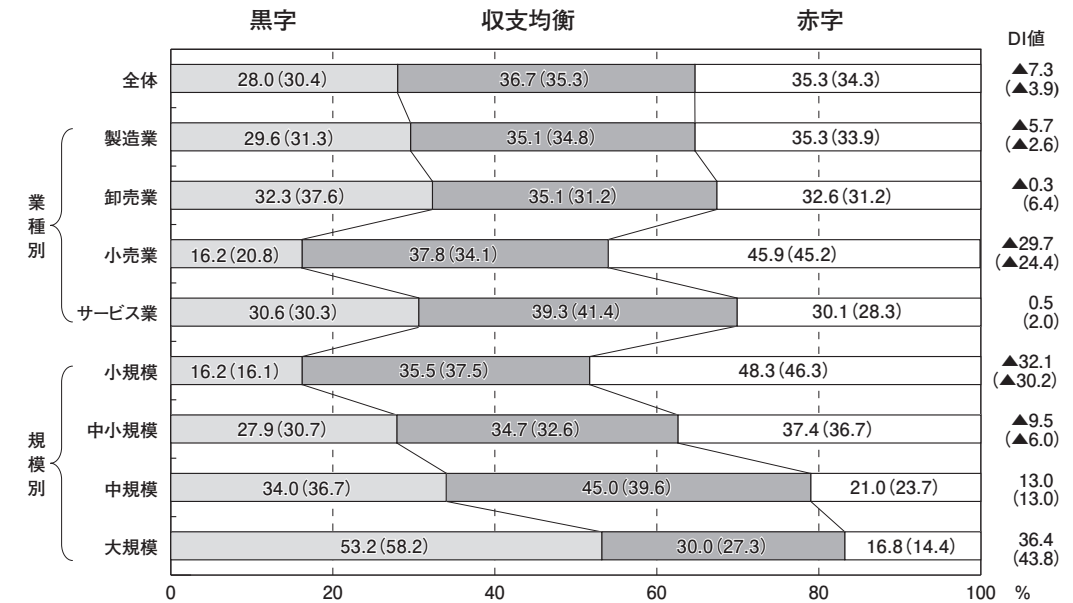 黒字 収支均衡 赤字 DI値
全体 28.0(30.4) 36.7(35.3) 35.3(34.3) ▲7.3
(▲3.9)
業種別
製造業 29.6(31.3) 35.1(34.8) 35.3(33.9) ▲5.7
(▲2.6)
卸売業 32.3(37.6) 35.1(31.2) 32.6(31.2) ▲0.3
(6.4)
小売業 16.2(20.8) 37.8(34.1) 45.9(45.2) ▲29.7
(▲24.4)
サービス業 30.6(30.3) 39.3(41.4) 30.1(28.3) 0.5
(2.0)
規模別
小規模 16.2(16.1) 35.5(37.5) 48.3(46.3) ▲32.1
(▲30.2)
中小規模 27.9(30.7) 34.7(32.6) 37.4(36.7) ▲9.5
(▲6.0)
中規模 34.0(36.7) 45.0(39.6) 21.0(23.7) 13.0
(13.0)
大規模 53.2(58.2) 30.0(27.3) 16.8(14.4) 36.4
(43.8)
0 20 40 60 80 100 %